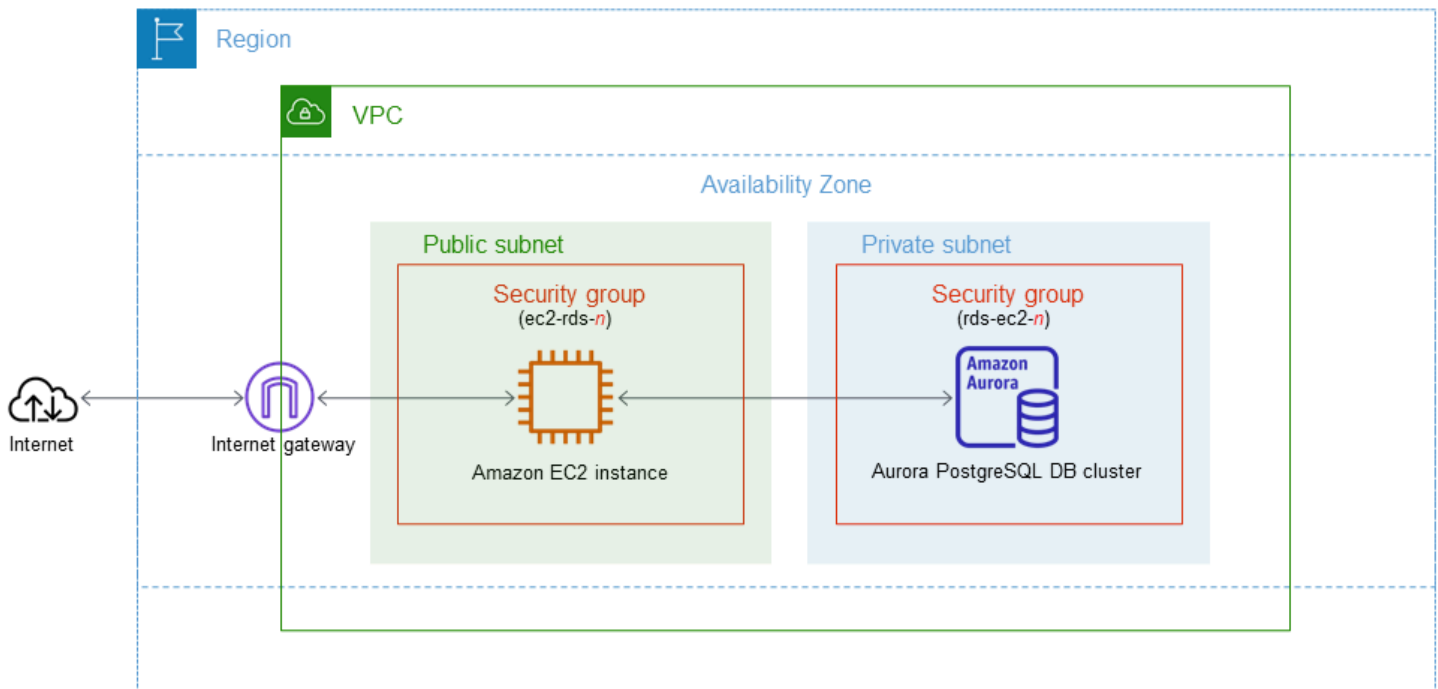 Region
VPC
Availability Zone
Public subnet
Private subnet
Security group
(ec2-rds-n)
Security group
(rds-ec2-n)
Amazon
Aurora
Internet
Internet gateway
Amazon EC2 instance
Aurora PostgreSQL DB cluster